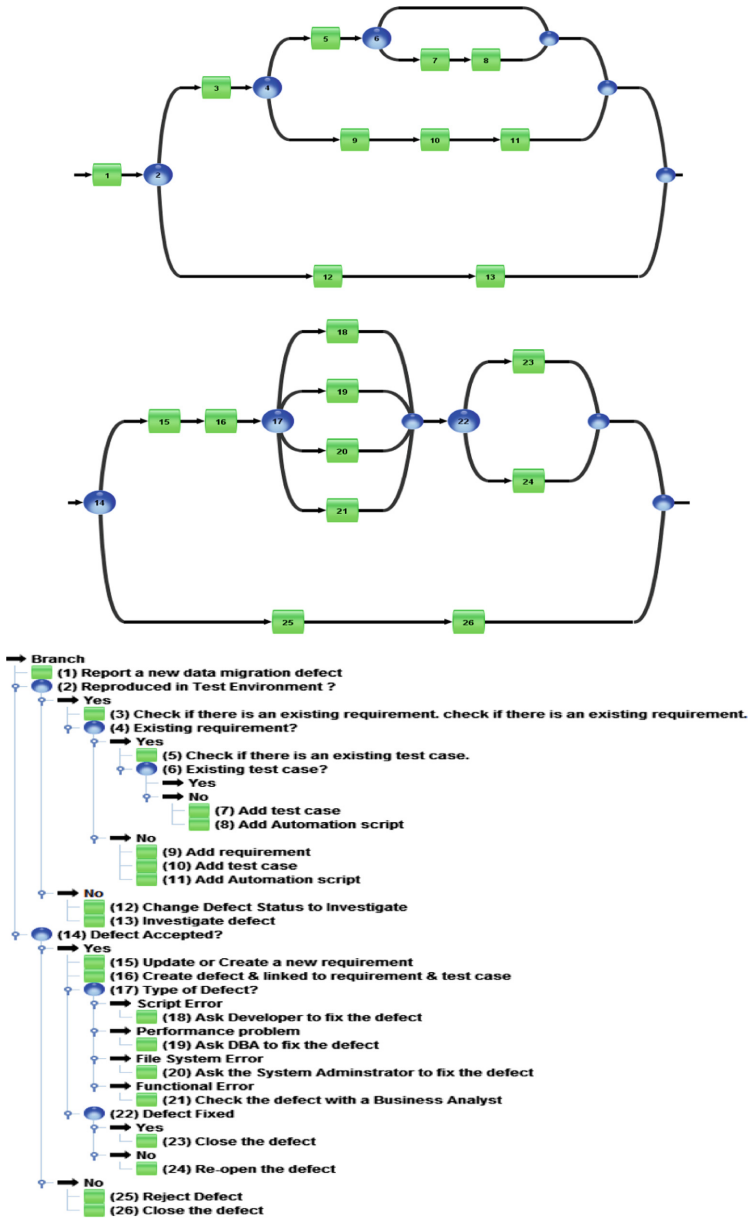 5
6
7
8
3
4
9
10
11
1
2
12
13
18
23
19
15
16
17
22
20
24
21
14
25
26
Branch
(1) Report a new data migration defect
(2) Reproduced in Test Environment ?
Yes
(3) Check if there is an existing requirement. check if there is an existing requirement.
(4) Existing requirement?
Yes
(5) Check if there is an existing test case.
(6) Existing test case?
Yes
No
(7) Add test case
(8) Add Automation script
No
(9) Add requirement
(10) Add test case
(11) Add Automation script
No
(12) Change Defect Status to Investigate
(13) Investigate defect
(14) Defect Accepted?
Yes
(15) Update or Create a new requirement
(16) Create defect & linked to requirement & test case
(17) Type of Defect?
Script Error
(18) Ask Developer to fix the defect
Performance problem
(19) Ask DBA to fix the defect
File System Error
(20) Ask the System Adminstrator to fix the defect
Functional Error
(21) Check the defect with a Business Analyst
(22) Defect Fixed
Yes
(23) Close the defect
No
(24) Re-open the defect
No
(25) Reject Defect
(26) Close the defect